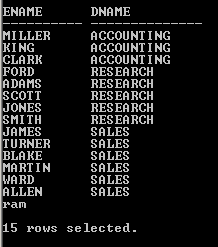 ENAME DNAME
---------- --------------
MILLER ACCOUNTING
KING ACCOUNTING
CLARK ACCOUNTING
FORD RESEARCH
ADAMS RESEARCH
SCOTT RESEARCH
JONES RESEARCH
SMITH RESEARCH
JAMES SALES
TURNER SALES
BLAKE SALES
MARTIN SALES
WARD SALES
ALLEN SALES
ram
15 rows selected.